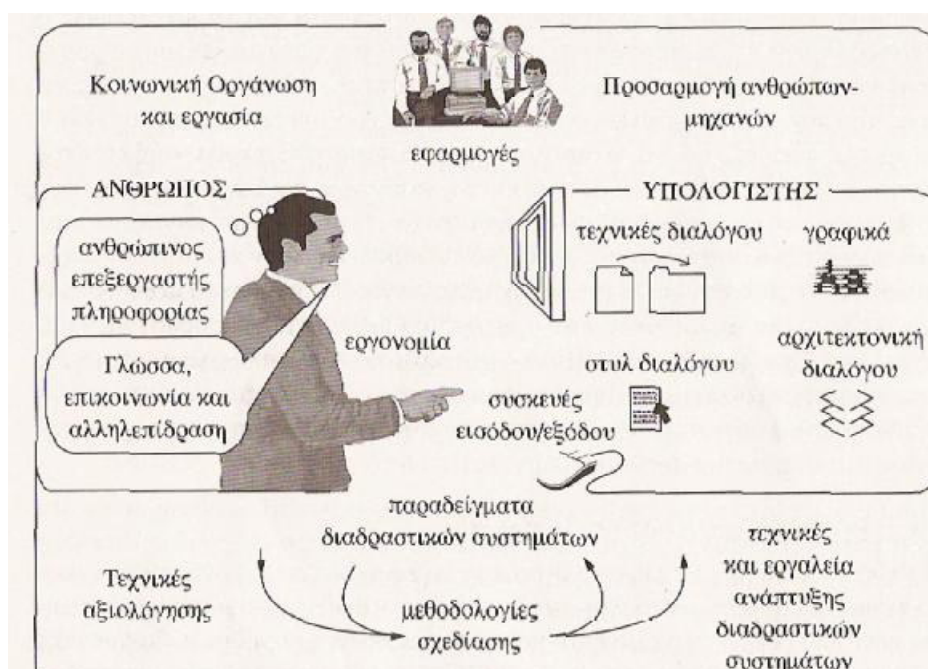 Κοινωνική Οργάνωση
και εργασία
εφαρμογές
Προσαρμογή ανθρώπων-
μηχανών
ΑΝΘΡΩΠΟΣ
ανθρώπινος
επεξεργαστής
πληροφορίας
Γλώσσα,
επικοινωνία και
αλληλεπίδραση
εργονομία
ΥΠΟΛΟΓΙΣΤΗΣ
τεχνικές διαλόγου
γραφικά
στυλ διαλόγου
αρχιτεκτονική
διαλόγου
συσκευές
εισόδου/εξόδου
παραδείγματα
διαδραστικών συστημάτων
Τεχνικές
αξιολόγησης
μεθοδολογίες
σχεδίασης
τεχνικές
και εργαλεία
ανάπτυξης
διαδραστικών
συστημάτων